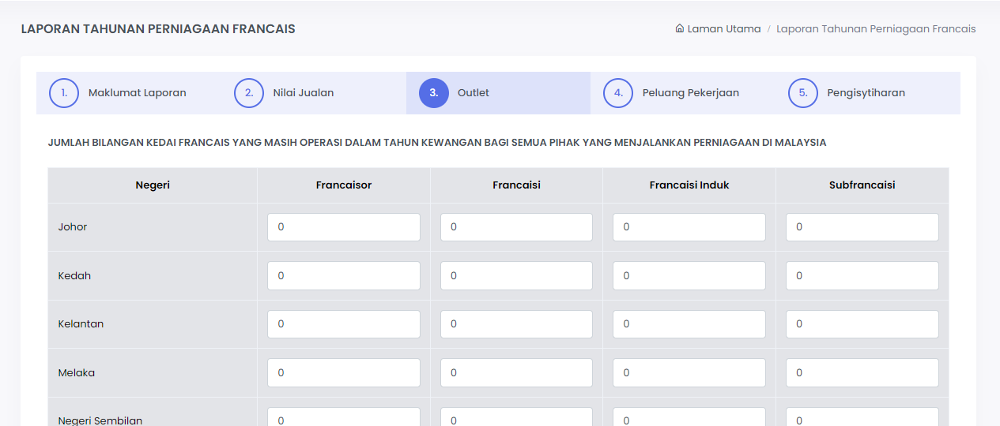 LAPORAN TAHUNAN PERNIAGAAN FRANCAIS
Laman Utama / Laporan Tahunan Perniagaan Francais
1. Maklumat Laporan 2. Nilai Jualan 3. Outlet 4. Peluang Pekerjaan 5. Pengisytiharan
JUMLAH BILANGAN KEDAI FRANCAIS YANG MASIH OPERASI DALAM TAHUN KEWANGAN BAGI SEMUA PIHAK YANG MENJALANKAN PERNIAGAAN DI MALAYSIA
Negeri Francaisor Francaisi Francaisi Induk Subfrancaisi
Johor 0 0 0 0
Kedah 0 0 0 0
Kelantan 0 0 0 0
Melaka 0 0 0 0
Negeri Sembilan 0 0 0 0